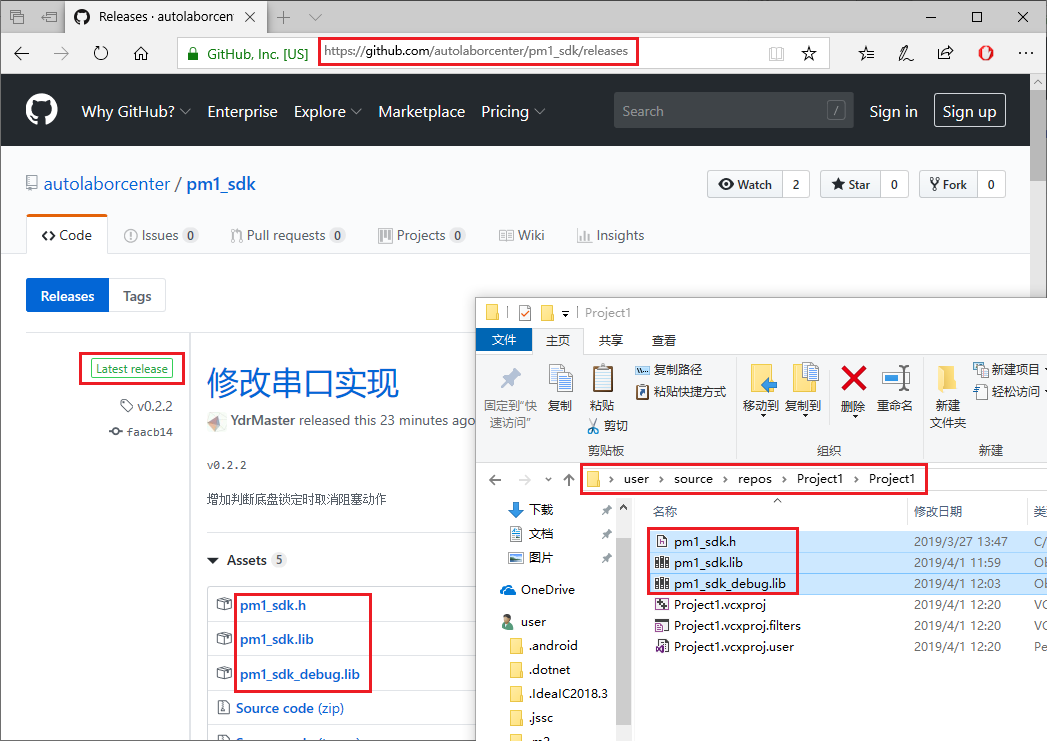 Releases · autolaborcen
GitHub, Inc. [US] https://github.com/autolaborcenter/pm1_sdk/releases
Why GitHub? Enterprise Explore Marketplace Pricing Search / Sign in Sign up
autolaborcenter / pm1_sdk
Watch 2 Star 0 Fork 0
Code Issues 0 Pull requests 0 Projects 0 Wiki Insights
Releases Tags
Latest release
v0.2.2
faacb14
修改串口实现
YdrMaster released this 23 minutes ago
v0.2.2
增加判断底盘锁定时取消阻塞动作
Assets 5
pm1_sdk.h
pm1_sdk.lib
pm1_sdk_debug.lib
Source code (zip)
Project1
文件 主页 共享 查看
固定到"快
速访问"
复制
粘贴
复制路径
粘贴快捷方式
剪切
剪贴板
移动到 复制到 删除 重命名
组织
新建
文件夹
新建项目
轻松访问
新建
user source repos Project1 Project1
下载
文档
图片
OneDrive
user
.android
.dotnet
.IdeaIC2018.3
.jssc
.m2
名称 修改日期 类
pm1_sdk.h 2019/3/27 13:47 C/
pm1_sdk.lib 2019/4/1 11:59 Ob
pm1_sdk_debug.lib 2019/4/1 12:03 Ob
Project1.vcxproj 2019/4/1 12:20 VC
Project1.vcxproj.filters 2019/4/1 12:20 VC
Project1.vcxproj.user 2019/4/1 12:20 Pe